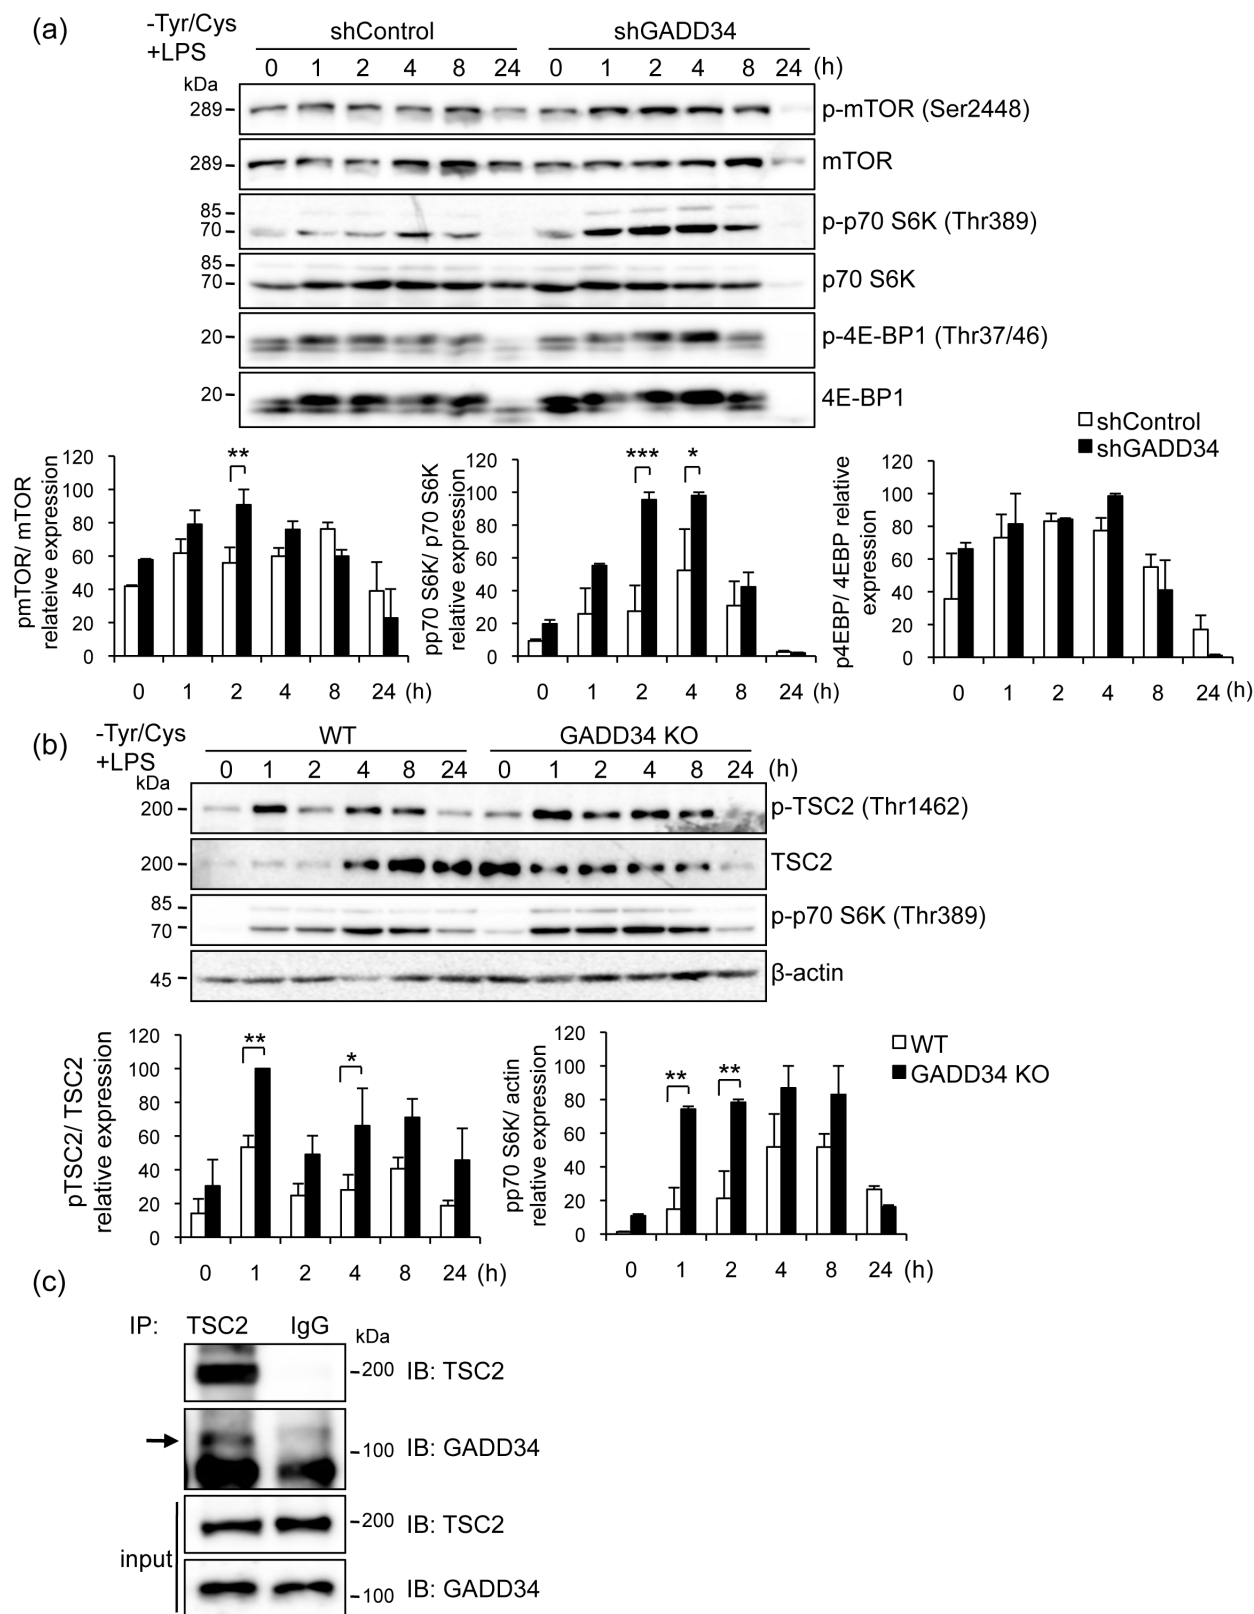 (a)
-Tyr/Cys
+LPS
shControl
shGADD34
0 1 2 4 8 24 0 1 2 4 8 24 (h)
kDa
289 p-mTOR (Ser2448)
289 mTOR
85
70 p-p70 S6K (Thr389)
85
70 p70 S6K
20 p-4E-BP1 (Thr37/46)
20 4E-BP1
shControl
shGADD34
pmTOR/ mTOR
relateive expression
120
100
80
60
40
20
0
**
0 1 2 4 8 24 (h)
pp70 S6K/ p70 S6K
relative expression
120
100
80
60
40
20
0
*** *
0 1 2 4 8 24 (h)
p4EBP/ 4EBP relative
expression
120
100
80
60
40
20
0
0 1 2 4 8 24 (h)
(b)
-Tyr/Cys
+LPS
WT
GADD34 KO
0 1 2 4 8 24 0 1 2 4 8 24 (h)
kDa
200 p-TSC2 (Thr1462)
200 TSC2
85
70 p-p70 S6K (Thr389)
45 β-actin
pTSC2/ TSC2
relative expression
120
100
80
60
40
20
0
** *
0 1 2 4 8 24 (h)
pp70 S6K/ actin
relative expression
120
100
80
60
40
20
0
** **
0 1 2 4 8 24 (h)
WT
GADD34 KO
(c)
IP: TSC2 IgG
kDa
200 IB: TSC2
100 IB: GADD34
input
200 IB: TSC2
100 IB: GADD34